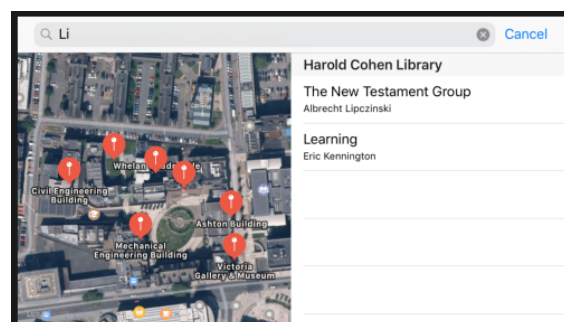 Li
Cancel
Harold Cohen Library
The New Testament Group
Albrecht Lipczinski
Learning
Eric Kennington
Civil Engineering
Building
Ashton Building
Mechanical
Engineering Building
Victoria
Gallery & Museum